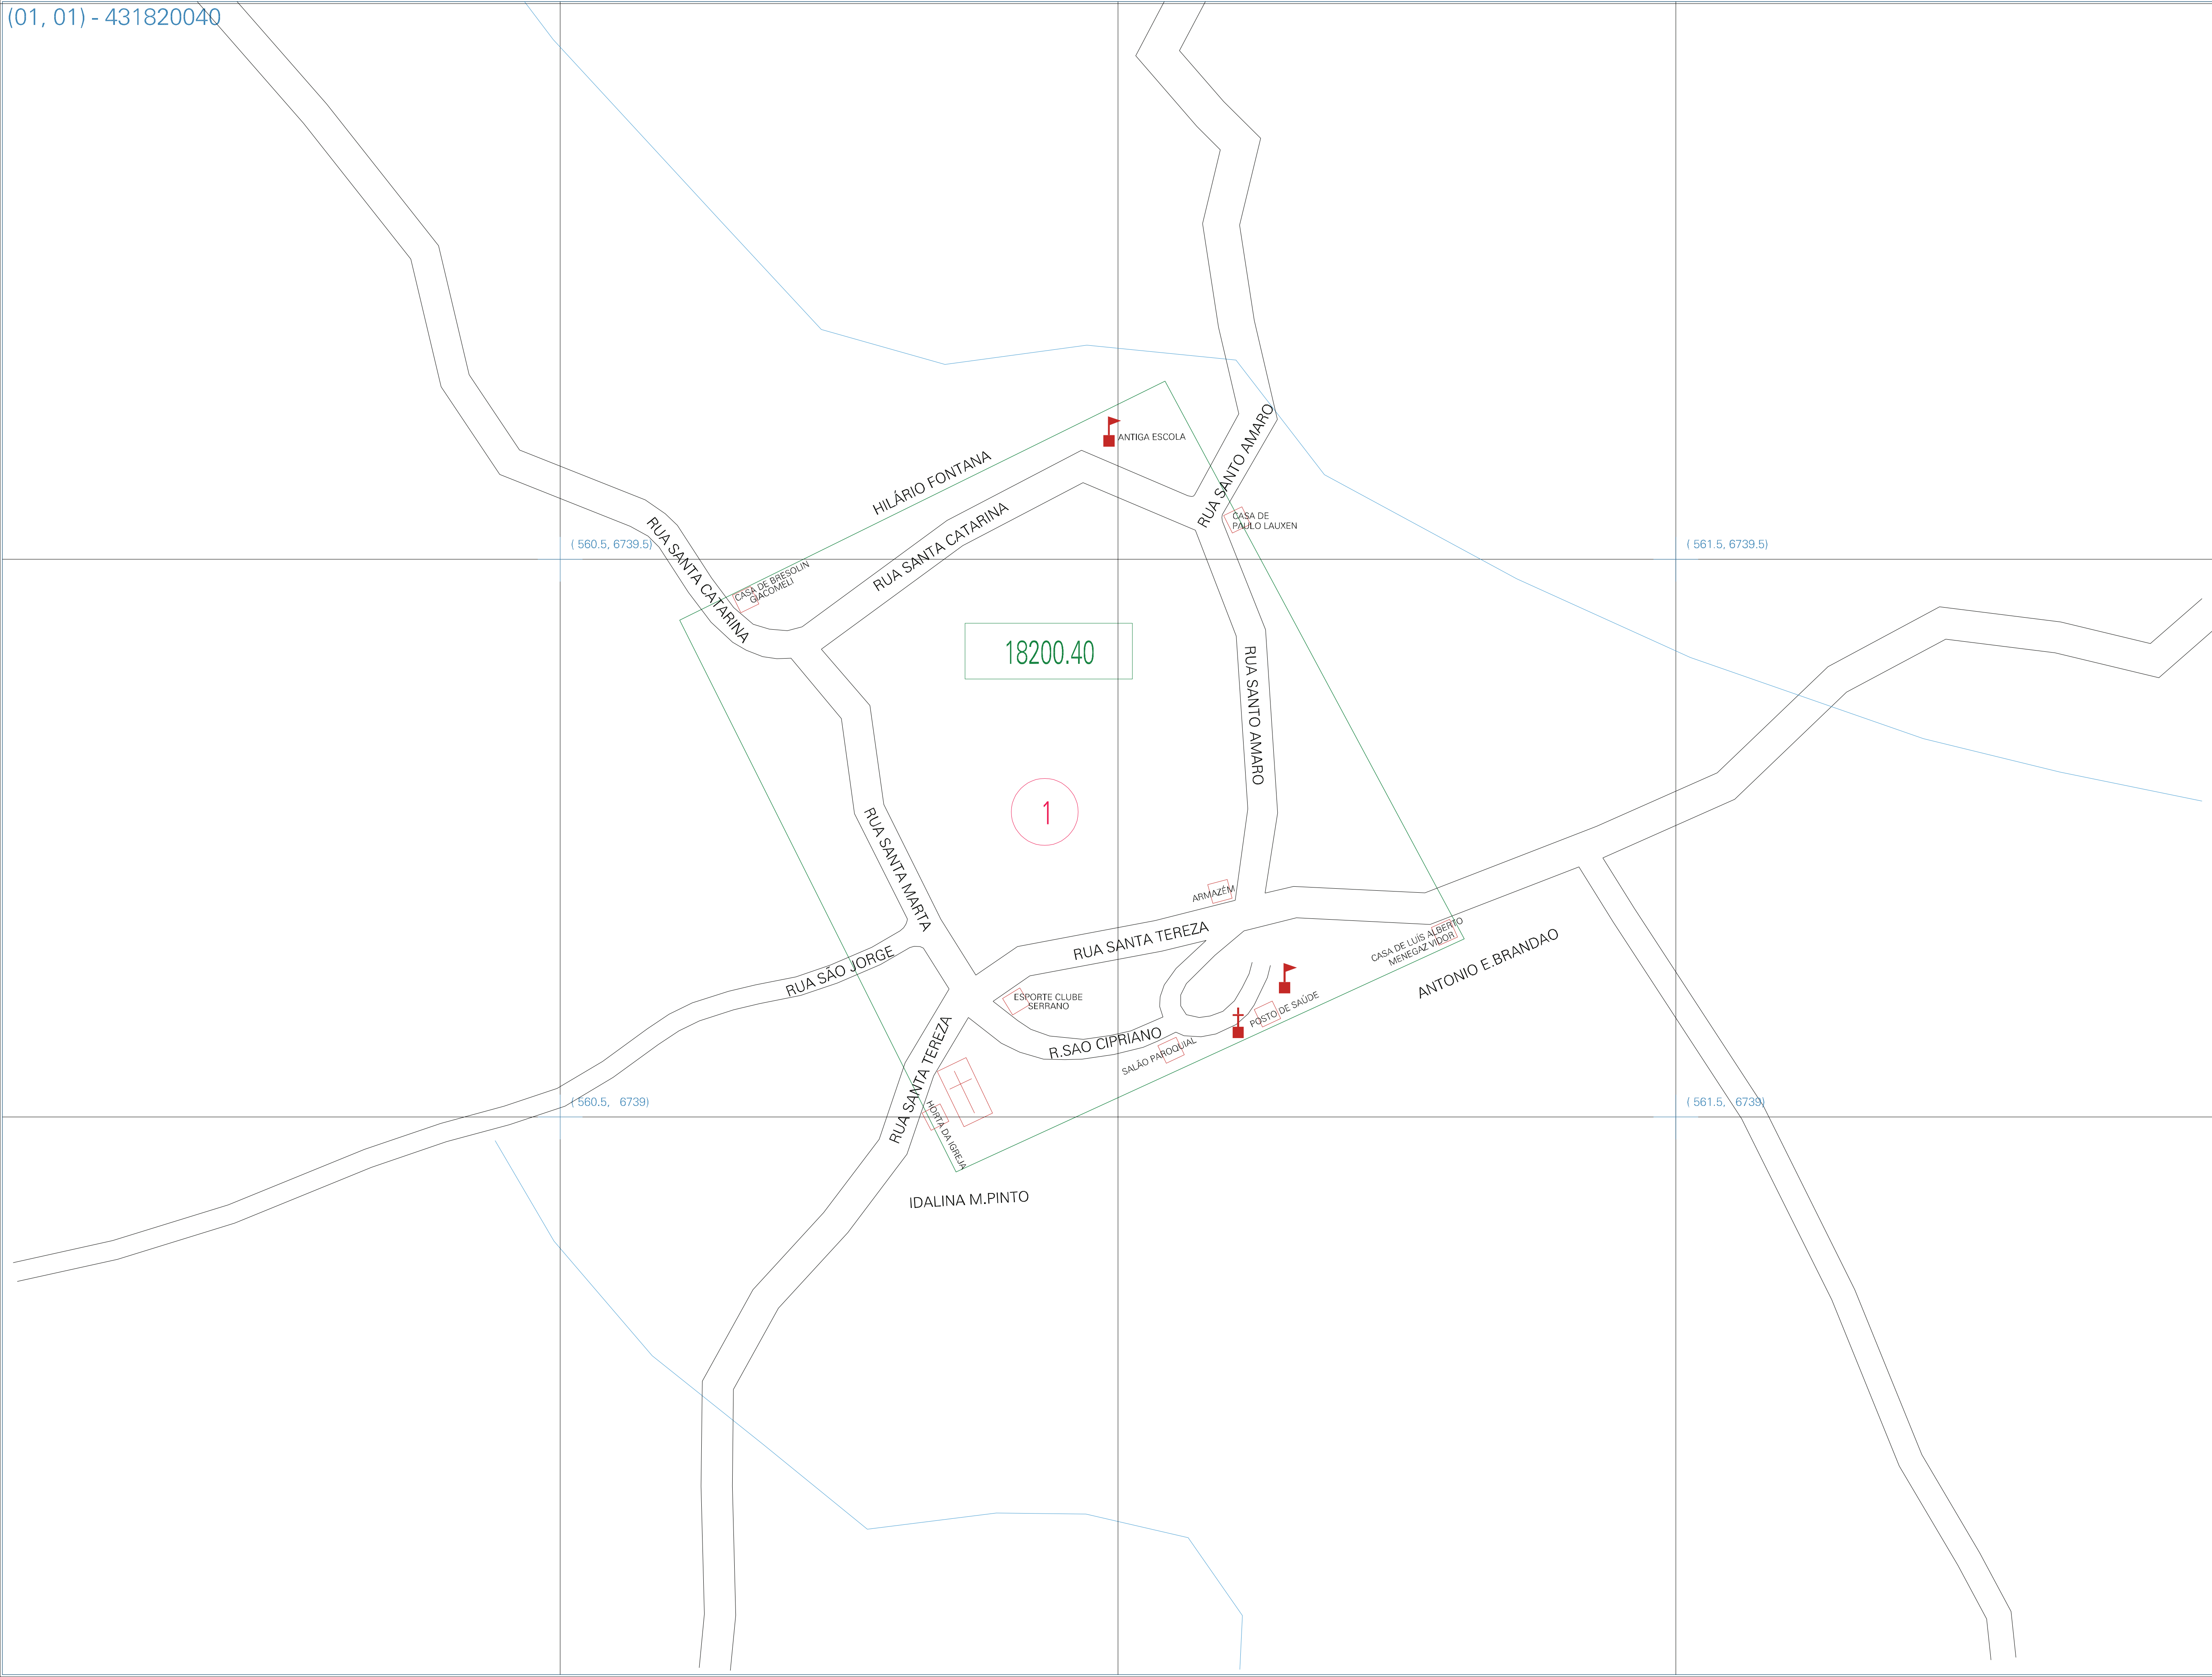 (01, 01) - 431820040
ANTIGA ESCOLA
HILÁRIO FONTANA
RUA SANTO AMARO
RUA SANTA CATARINA
RUA SANTA CATARINA
CASA DE
PAULO LAUXEN
( 560.5, 6739.5)
( 561.5, 6739.5)
CASA DE BRESOLIN
GIACOMELI
18200.40
RUA SANTO AMARO
1
RUA SANTA MARTA
ARMAZÉM
RUA SANTA TEREZA
CASA DE LUÍS ALBERTO
MENEGAZ VIDOR
ANTONIO E.BRANDAO
RUA SÃO JORGE
ESPORTE CLUBE
SERRANO
POSTO DE SAÚDE
R.SAO CIPRIANO
SALÃO PAROQUIAL
RUA SANTA TEREZA
HORTA DA IGREJA
( 560.5, 6739)
( 561.5, 6739)
IDALINA M.PINTO